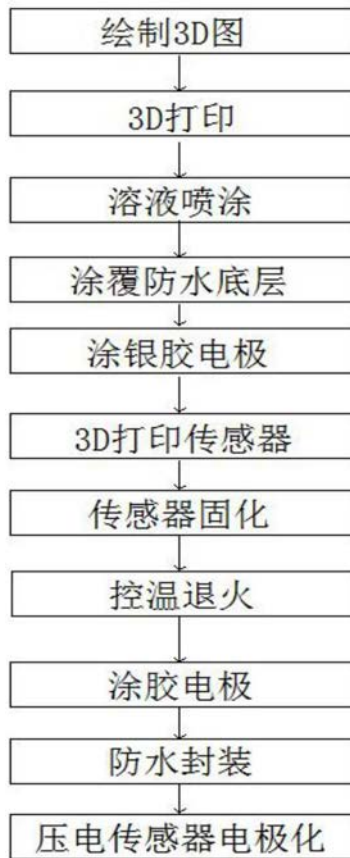 绘制3D图
3D打印
溶液喷涂
涂覆防水底层
涂银胶电极
3D打印传感器
传感器固化
控温退火
涂胶电极
防水封装
压电传感器电极化